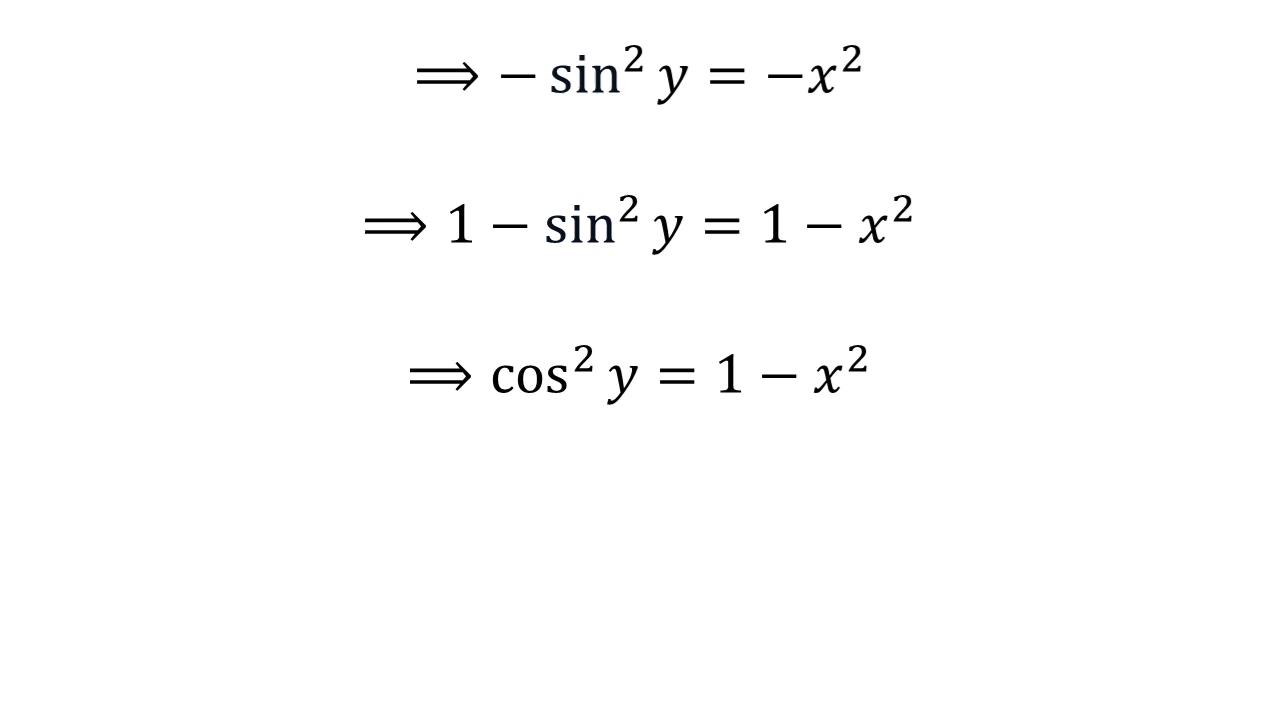 ⟹ − sin² y = −x²
⟹ 1 − sin² y = 1 − x²
⟹ cos² y = 1 − x²